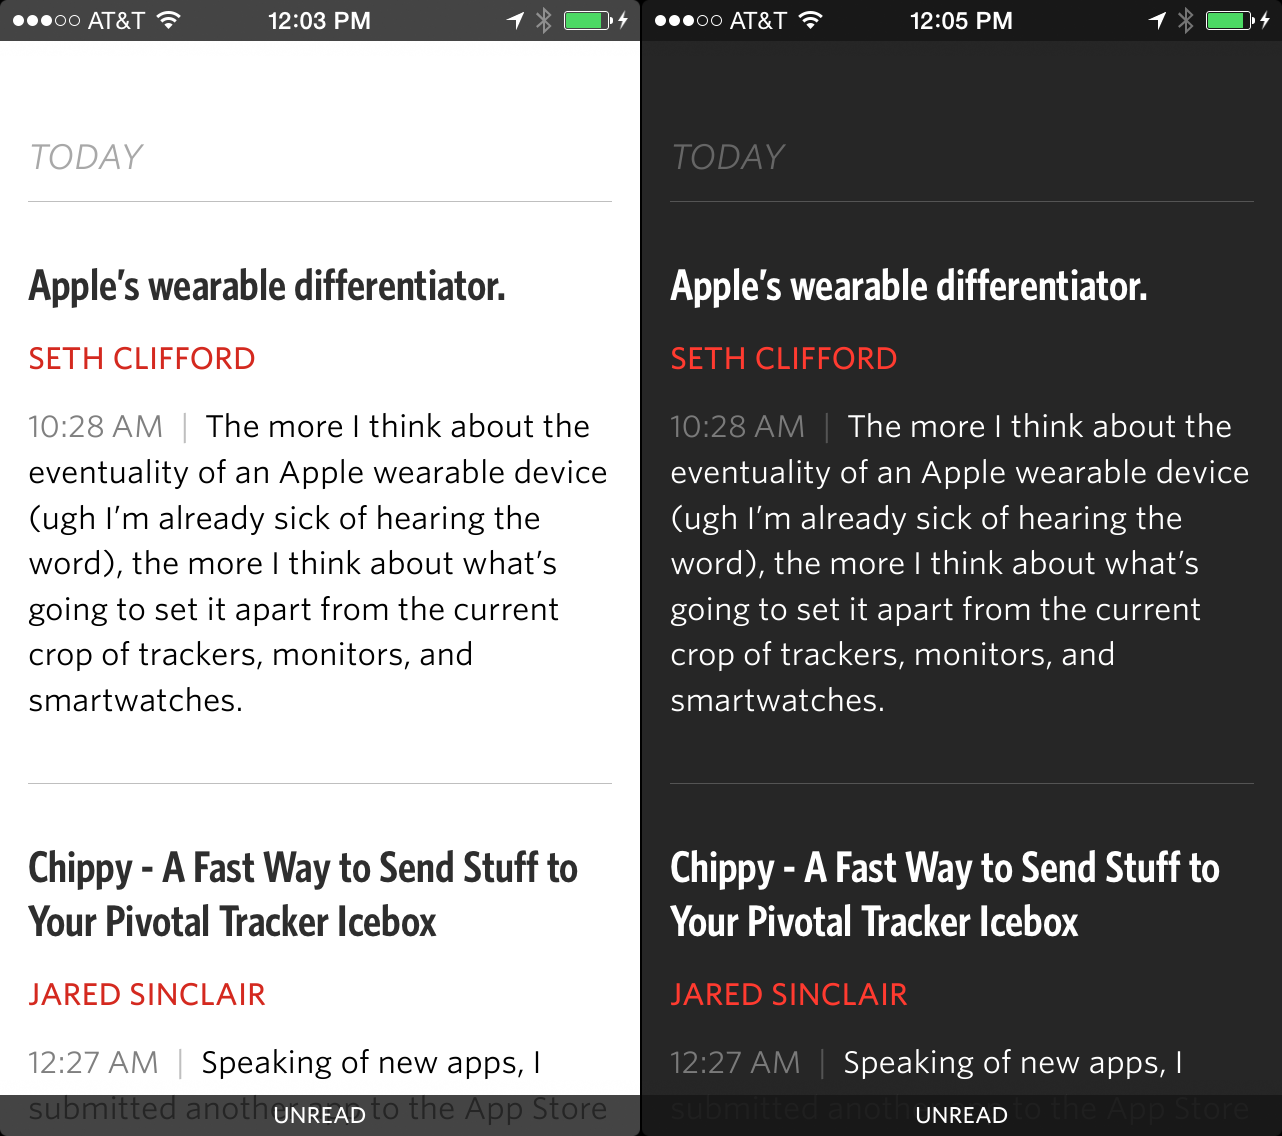 AT&T 12:03 PM
TODAY
Apple's wearable differentiator.
SETH CLIFFORD
10:28 AM | The more I think about the
eventuality of an Apple wearable device
(ugh I'm already sick of hearing the
word), the more I think about what's
going to set it apart from the current
crop of trackers, monitors, and
smartwatches.
Chippy - A Fast Way to Send Stuff to
Your Pivotal Tracker Icebox
JARED SINCLAIR
12:27 AM | Speaking of new apps, I
submitted another app to the App Store
UNREAD
AT&T 12:05 PM
TODAY
Apple's wearable differentiator.
SETH CLIFFORD
10:28 AM | The more I think about the
eventuality of an Apple wearable device
(ugh I'm already sick of hearing the
word), the more I think about what's
going to set it apart from the current
crop of trackers, monitors, and
smartwatches.
Chippy - A Fast Way to Send Stuff to
Your Pivotal Tracker Icebox
JARED SINCLAIR
12:27 AM | Speaking of new apps, I
submitted another app to the App Store
UNREAD